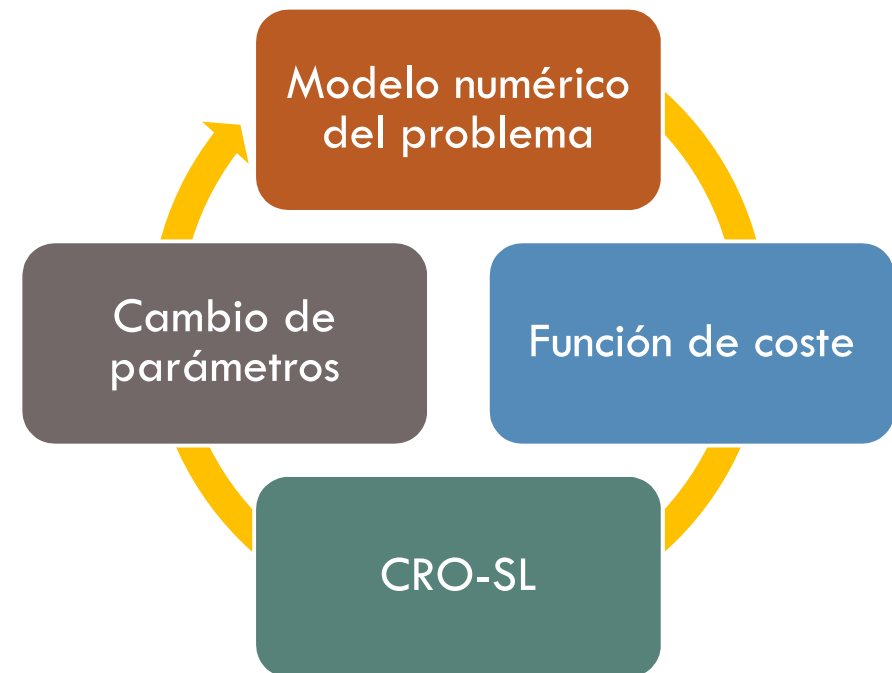 Modelo numérico
del problema
Cambio de
parámetros
Función de coste
CRO-SL